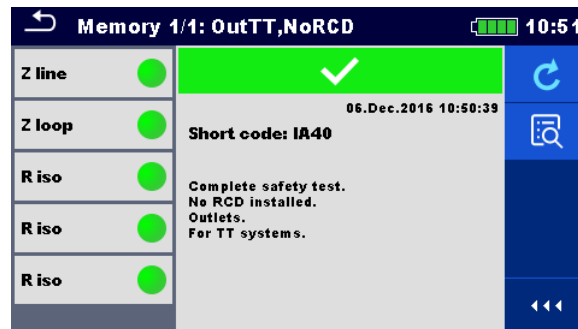 Memory 1/1: OutTT,NoRCD 10:51
Z line
Z loop
R iso
R iso
R iso
06.Dec.2016 10:50:39
Short code: IA40
Complete safety test.
No RCD installed.
Outlets.
For TT systems.